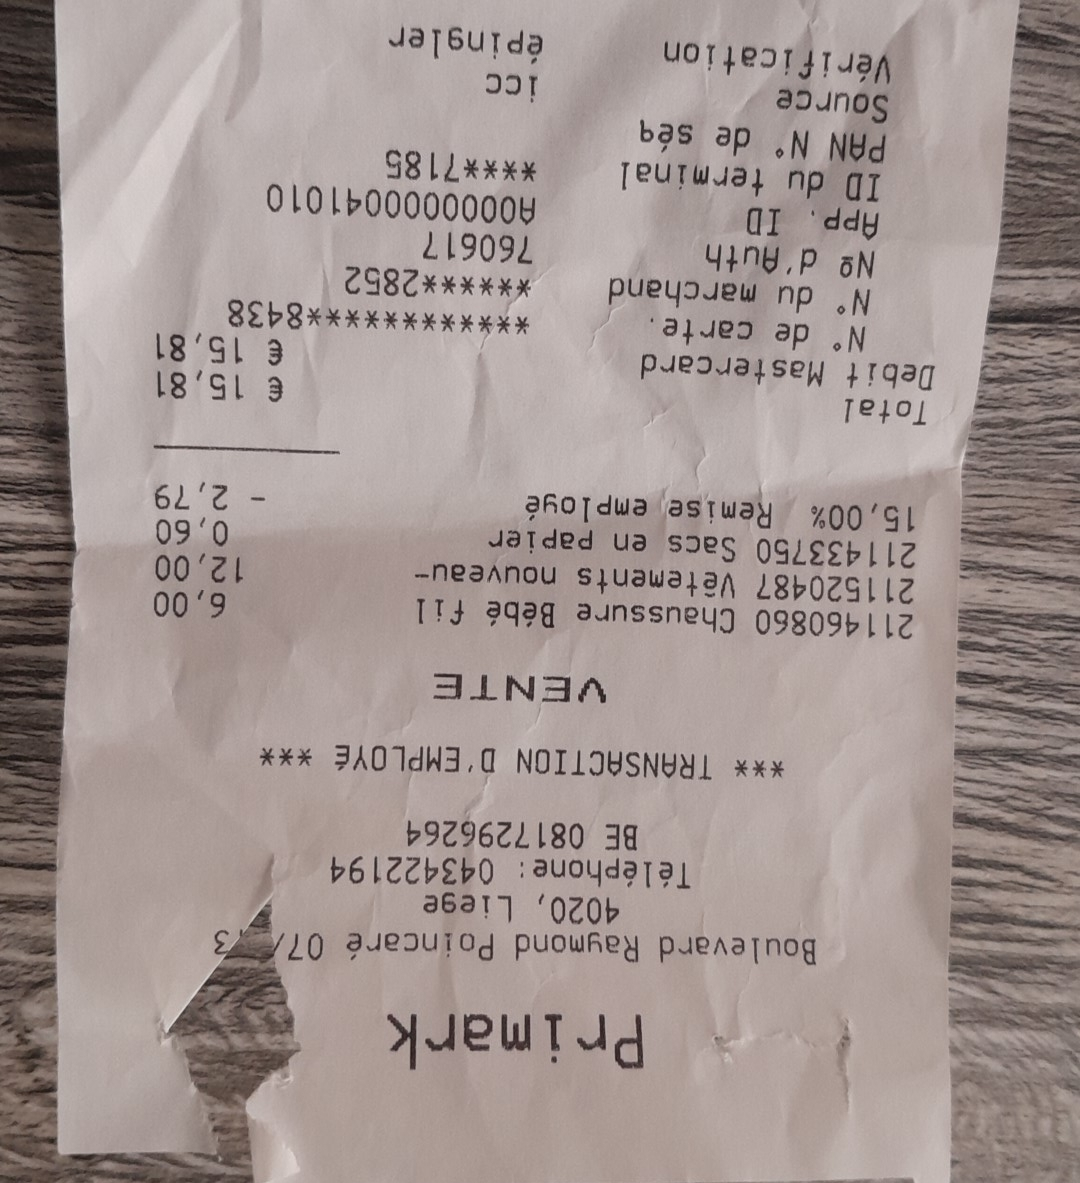 Primark
Boulevard Raymond Poincaré 07/ 3
4020, Liege
Téléphone: 043422194
BE 0817296264
*** TRANSACTION D'EMPLOYÉ ***
VENTE
211460860 Chaussure Bébé fil 6,00
211520487 Vêtements nouveau- 12,00
211433750 Sacs en papier 0,60
15,00% Remise employé - 2,79
Total € 15,81
Debit Mastercard € 15,81
N° de carte. ************8438
N° du marchand ******2852
Nº d'Auth 760617
App. ID A0000000041010
ID du terminal ****7185
PAN N° de séq
Source icc
Vérification épingler